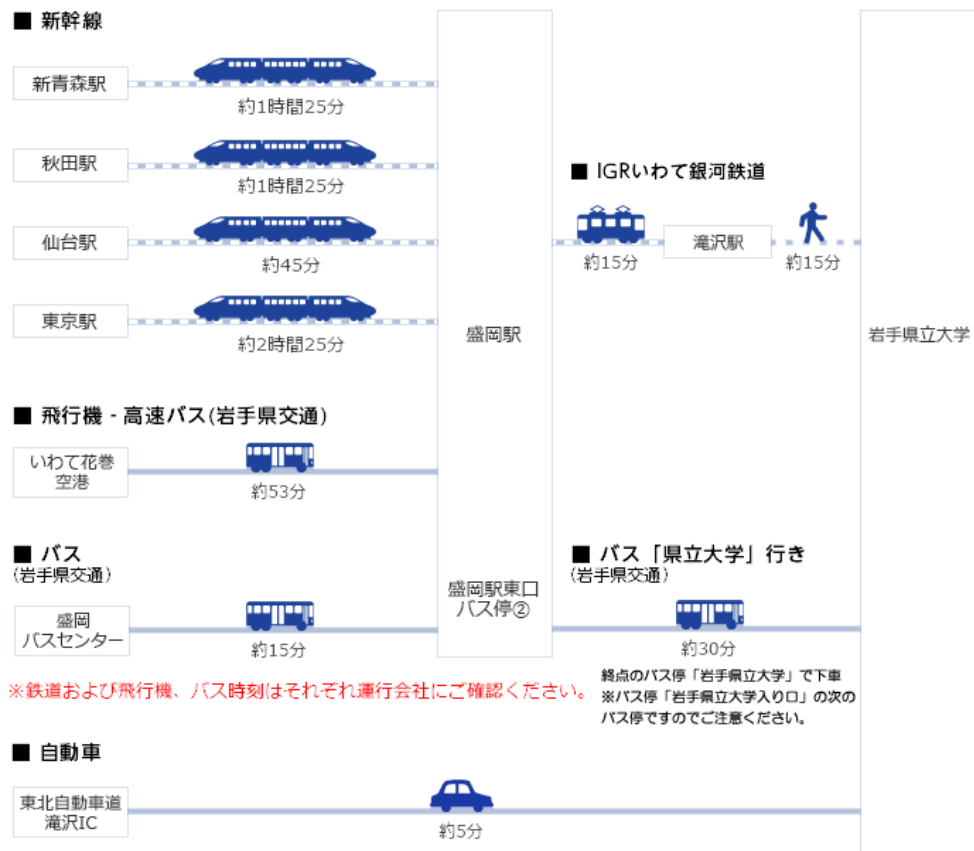 ■ 新幹線
新青森駅
約1時間25分
秋田駅
約1時間25分
仙台駅
約45分
東京駅
約2時間25分
盛岡駅
■ IGRいわて銀河鉄道
約15分
滝沢駅
約15分
岩手県立大学
■ 飛行機 - 高速バス(岩手県交通)
いわて花巻
空港
約53分
■ バス
(岩手県交通)
盛岡
バスセンター
約15分
盛岡駅東口
バス停②
■ バス「県立大学」行き
(岩手県交通)
約30分
終点のバス停「岩手県立大学」で下車
※バス停「岩手県立大学入り口」の次の
バス停ですのでご注意ください。
※鉄道および飛行機、バス時刻はそれぞれ運行会社にご確認ください。
■ 自動車
東北自動車道
滝沢IC
約5分